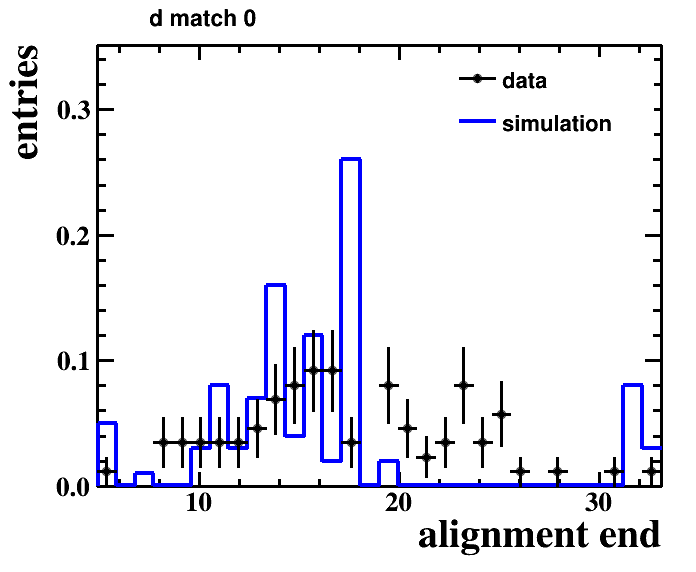 d match 0
entries
data
simulation
0.3
0.2
0.1
0.0
10 20 30
alignment end